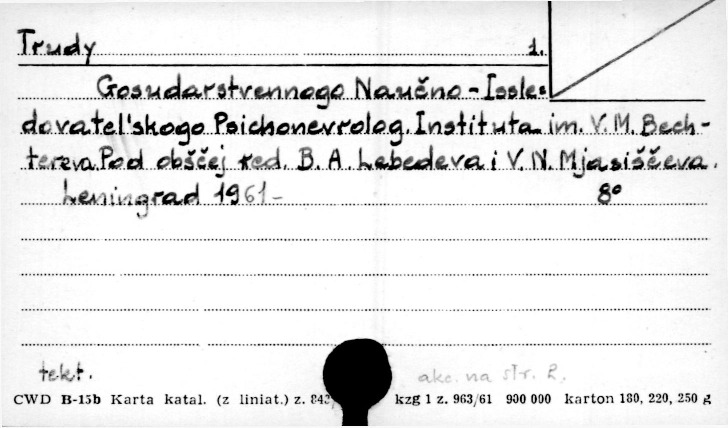 Trudy 1.
Gosudarstvennogo Naučno-Issle=
dovatel'skogo Psichonevrolog. Instituta im. V. M. Bech-
tereva. Pod obščej red. B. A. Lebedeva i V. N. Mjasiščeva.
Leningrad 1961- 8°
tekt. akc. na str. 2.
CWD B-15b Karta katal. (z liniat.) z. 843 kzg 1 z. 963/61 900 000 karton 180, 220, 250 g